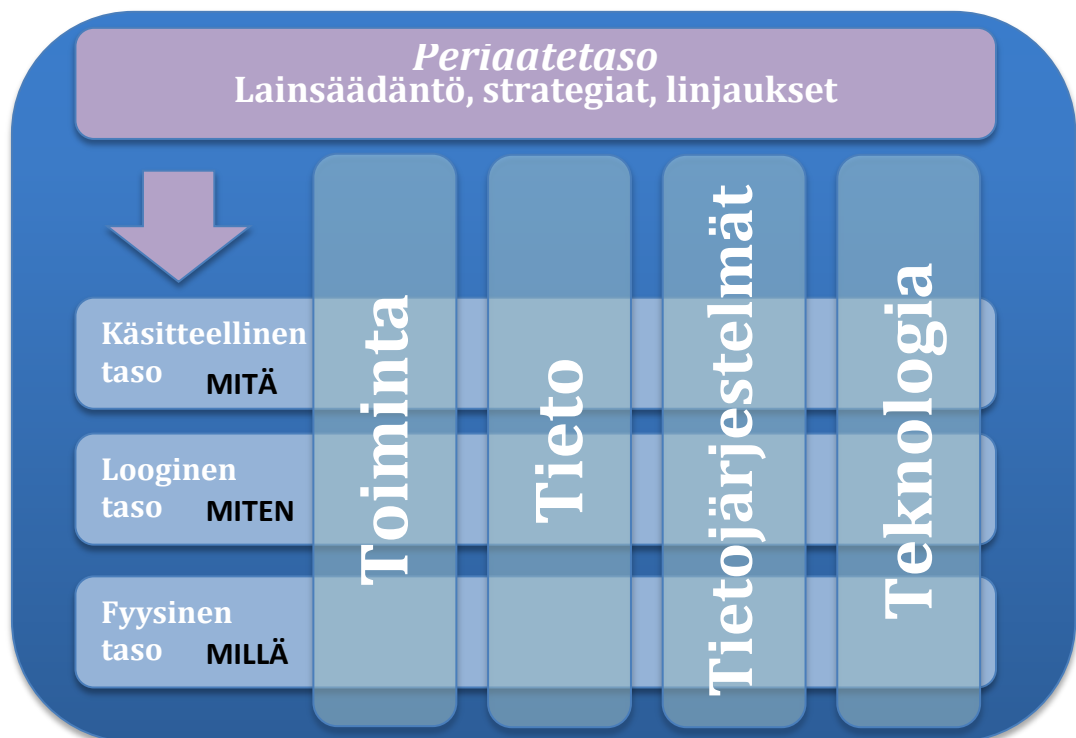 Periaatetaso
Lainsäädäntö, strategiat, linjaukset
Käsitteellinen
taso MITÄ
Looginen
taso MITEN
Fyysinen
taso MILLÄ
Toiminta
Tieto
Tietojärjestelmät
Teknologia